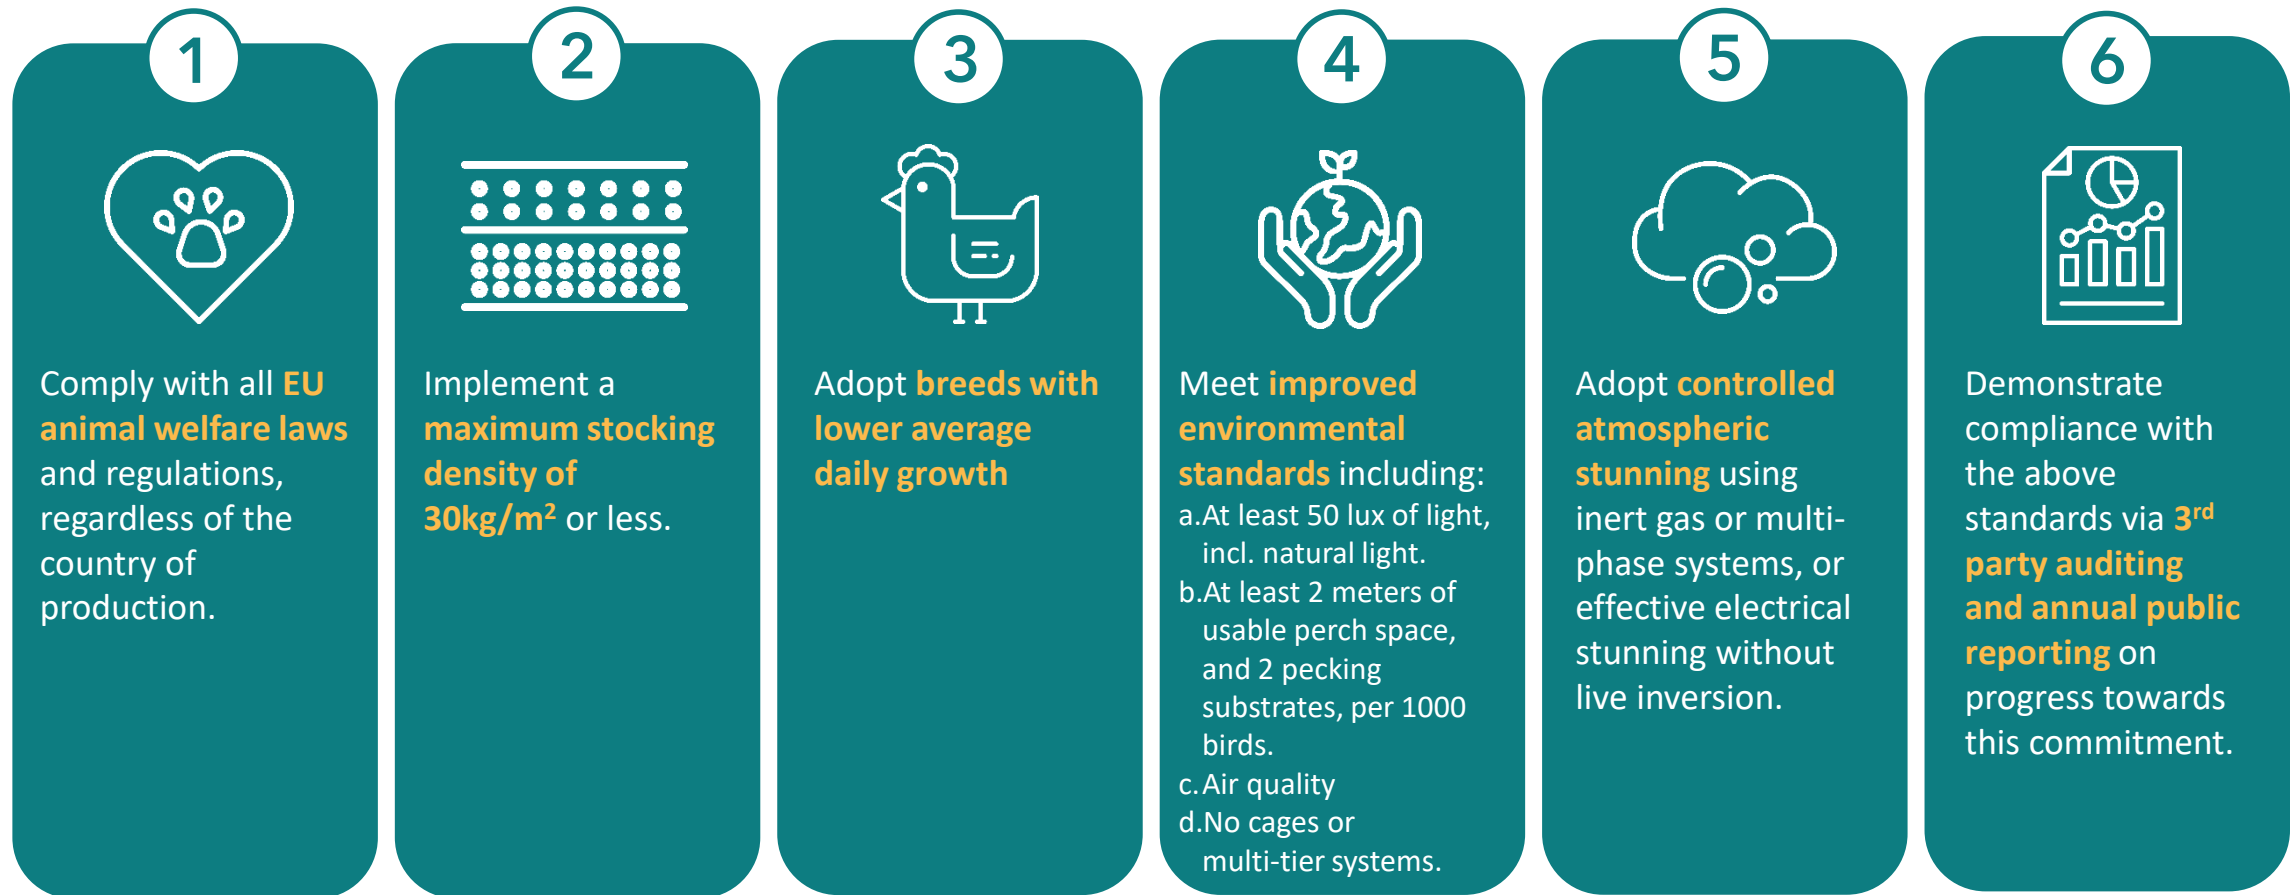 1
Comply with all EU
animal welfare laws
and regulations,
regardless of the
country of
production.
2
Implement a
maximum stocking
density of
30kg/m² or less.
3
Adopt breeds with
lower average
daily growth
4
Meet improved
environmental
standards including:
a.At least 50 lux of light,
incl. natural light.
b.At least 2 meters of
usable perch space,
and 2 pecking
substrates, per 1000
birds.
c.Air quality
d.No cages or
multi-tier systems.
5
Adopt controlled
atmospheric
stunning using
inert gas or multi-
phase systems, or
effective electrical
stunning without
live inversion.
6
Demonstrate
compliance with
the above
standards via 3rd
party auditing
and annual public
reporting on
progress towards
this commitment.